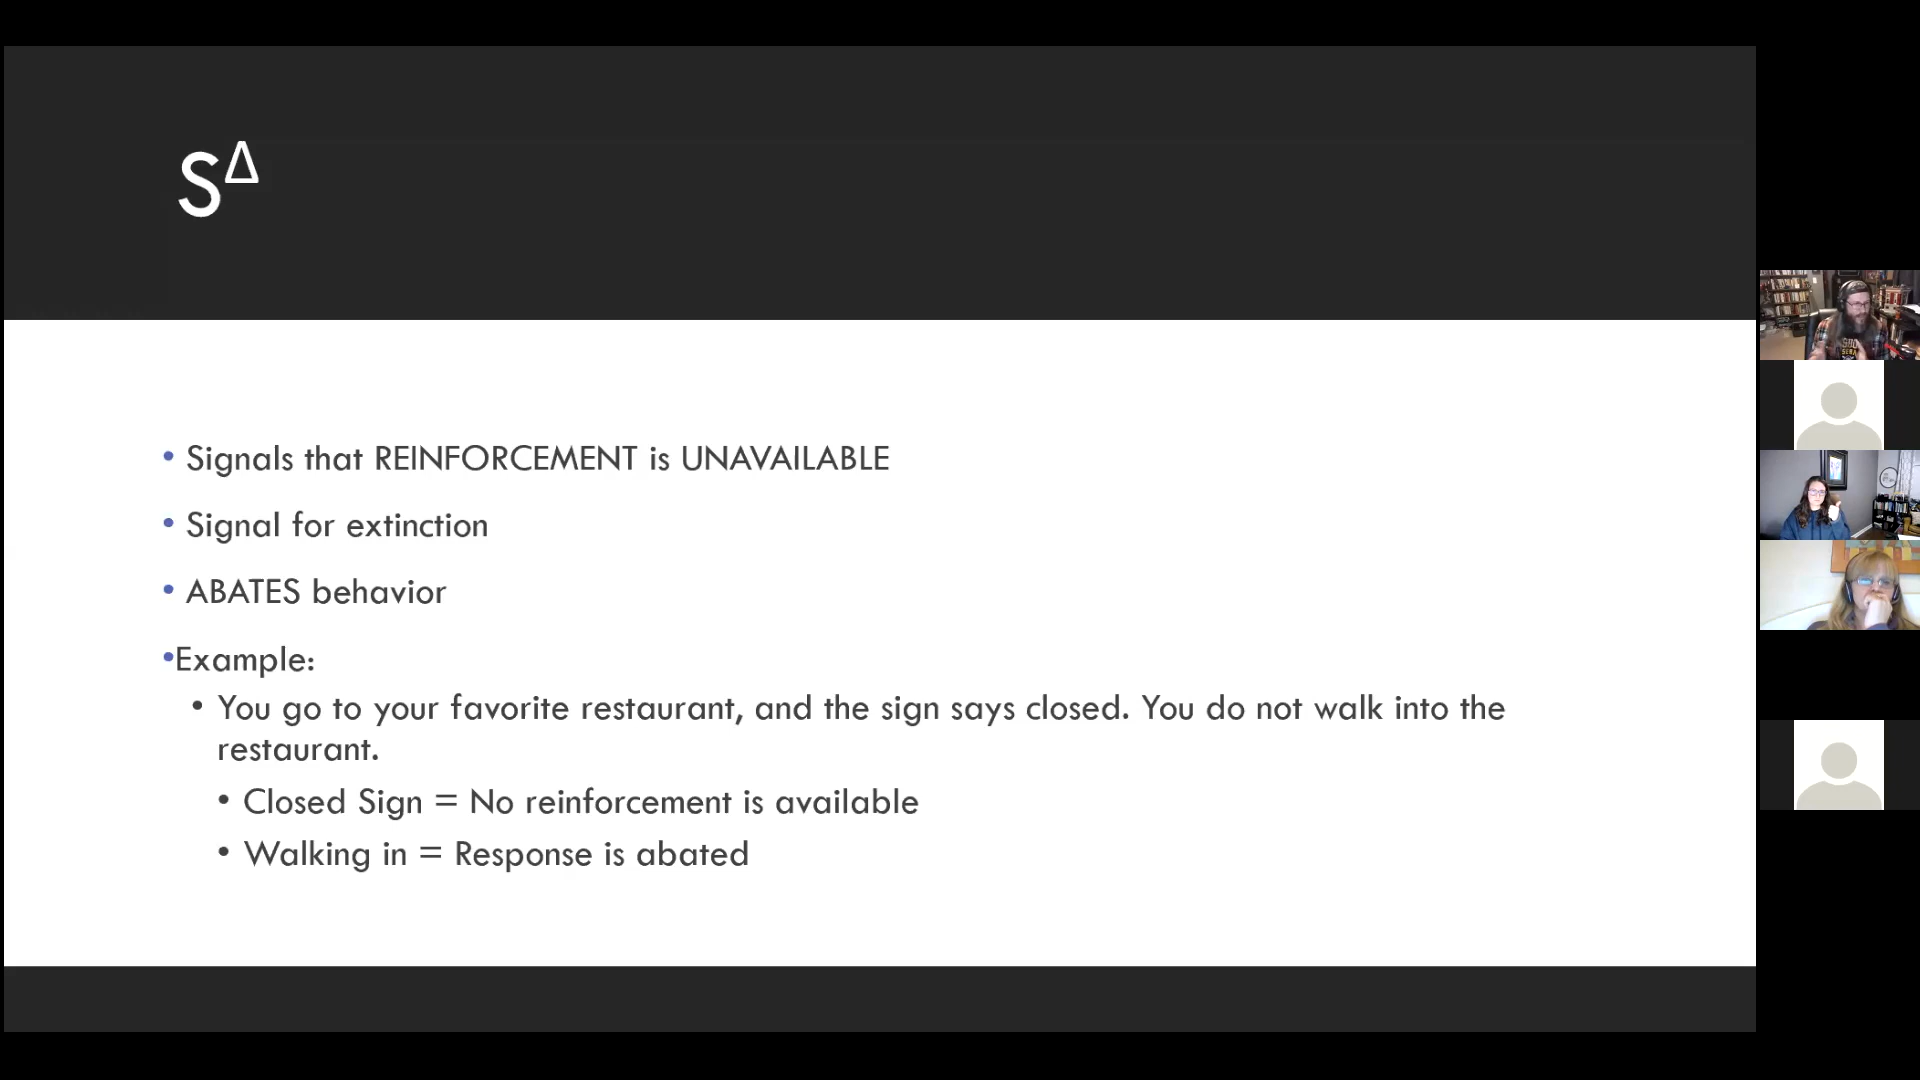 S^Δ
• Signals that REINFORCEMENT is UNAVAILABLE
• Signal for extinction
• ABATES behavior
•Example:
• You go to your favorite restaurant, and the sign says closed. You do not walk into the
restaurant.
• Closed Sign = No reinforcement is available
• Walking in = Response is abated